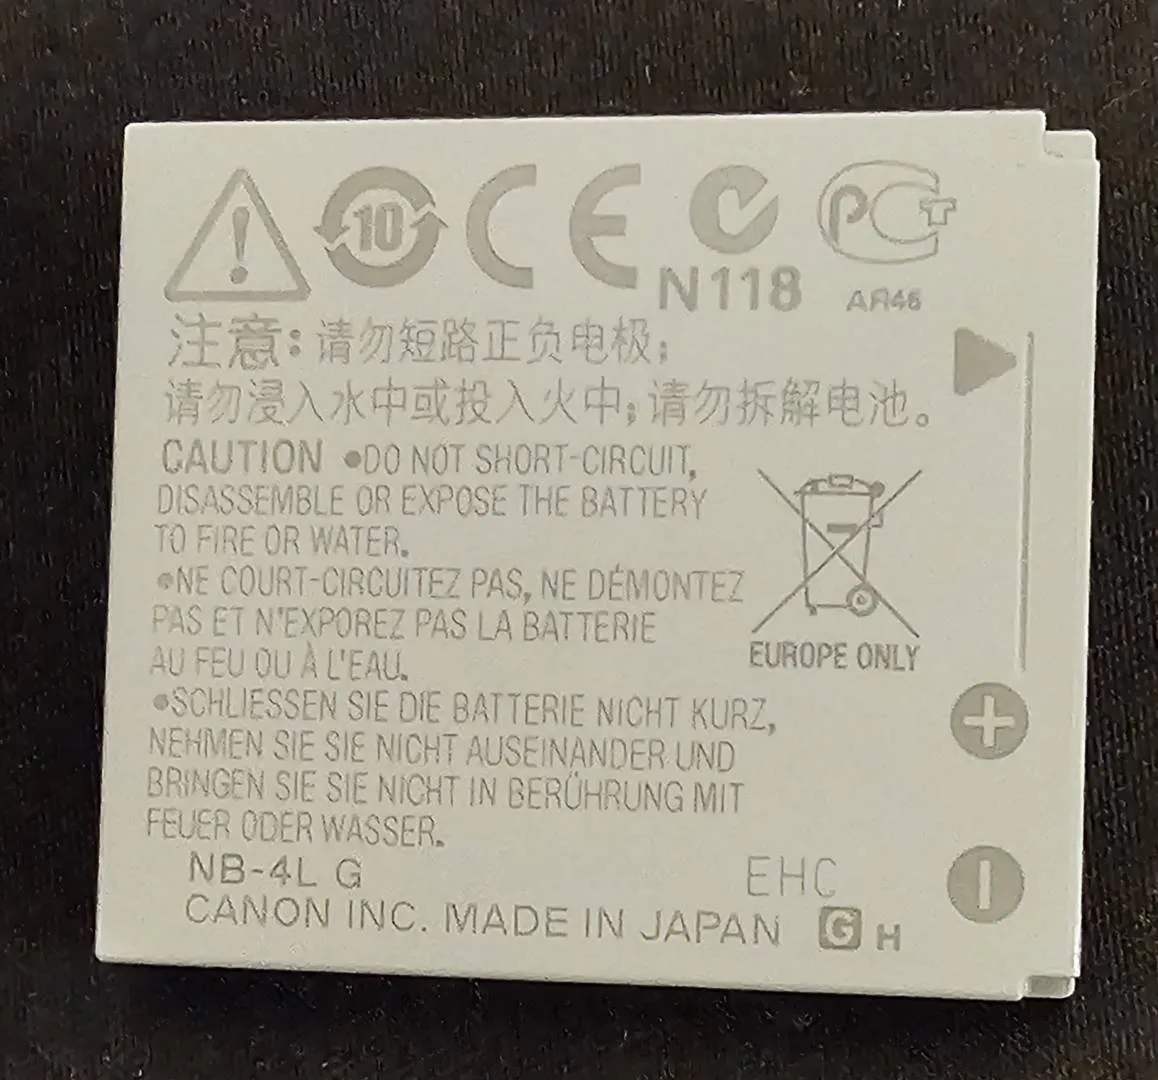 10 CE N118 PCT AR46
注意:请勿短路正负电极;
请勿浸入水中或投入火中;请勿拆解电池。
CAUTION •DO NOT SHORT-CIRCUIT,
DISASSEMBLE OR EXPOSE THE BATTERY
TO FIRE OR WATER.
•NE COURT-CIRCUITEZ PAS, NE DÉMONTEZ
PAS ET N'EXPOREZ PAS LA BATTERIE
AU FEU OU À L'EAU.
EUROPE ONLY
•SCHLIESSEN SIE DIE BATTERIE NICHT KURZ,
NEHMEN SIE SIE NICHT AUSEINANDER UND
BRINGEN SIE SIE NICHT IN BERÜHRUNG MIT
FEUER ODER WASSER.
NB-4L G EHC
CANON INC. MADE IN JAPAN G H